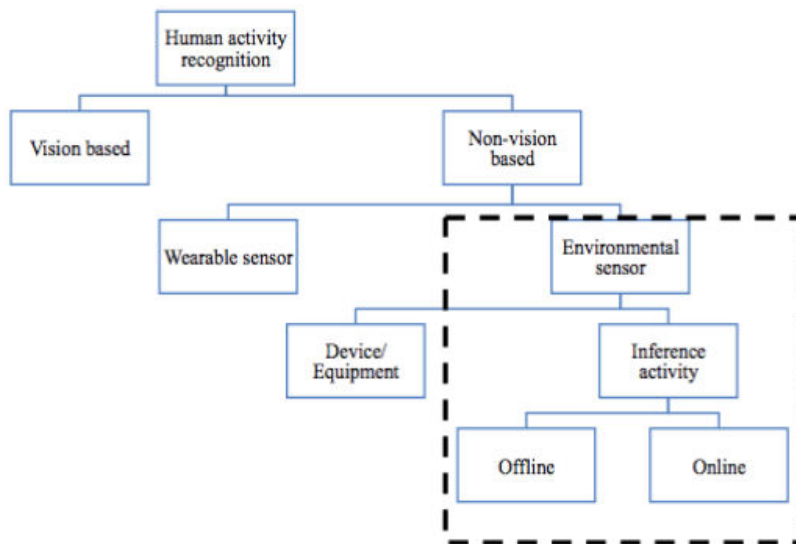 Human activity
recognition
Vision based
Non-vision
based
Wearable sensor
Environmental
sensor
Device/
Equipment
Inference
activity
Offline
Online